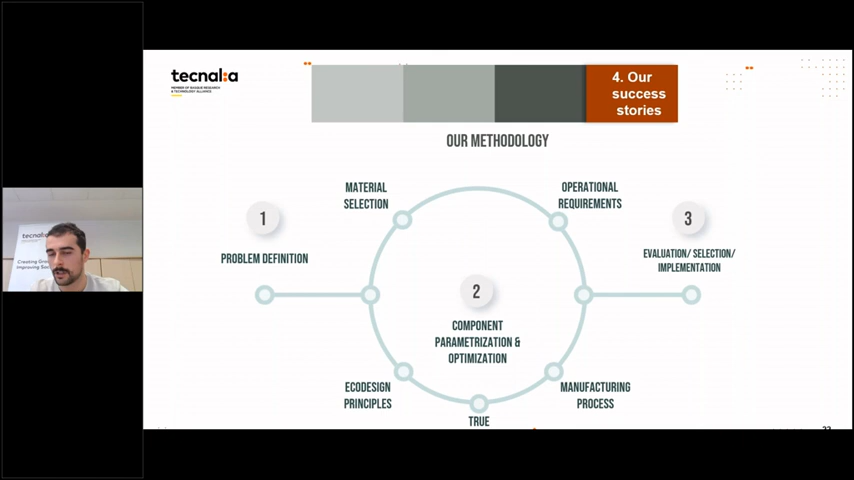 tecnal:a
MEMBER OF BASQUE RESEARCH
& TECHNOLOGY ALLIANCE
4. Our
success
stories
OUR METHODOLOGY
MATERIAL
SELECTION
OPERATIONAL
REQUIREMENTS
1
3
PROBLEM DEFINITION
EVALUATION/ SELECTION/
IMPLEMENTATION
2
COMPONENT
PARAMETRIZATION &
OPTIMIZATION
ECODESIGN
PRINCIPLES
MANUFACTURING
PROCESS
TRUE
tecnal